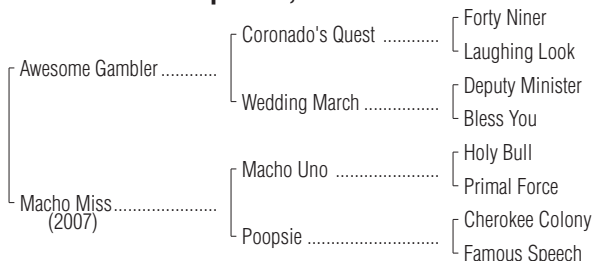 Forty Niner
Coronado's Quest ............
Laughing Look
Awesome Gambler ............
Deputy Minister
Wedding March ................
Bless You
Holy Bull
Macho Uno ......................
Primal Force
Macho Miss......................
(2007)
Cherokee Colony
Poopsie ............................
Famous Speech